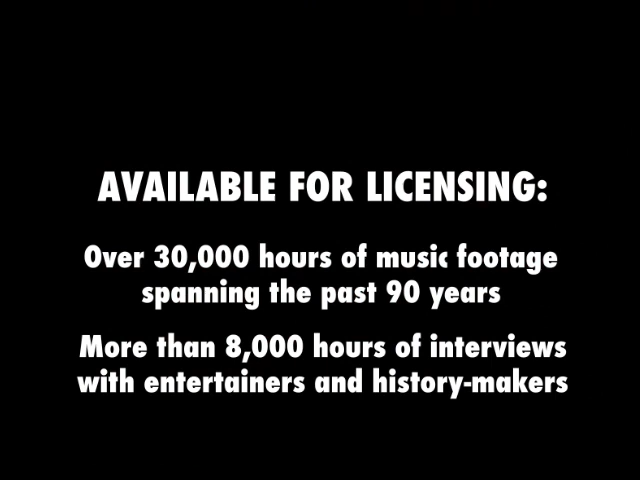 AVAILABLE FOR LICENSING:
Over 30,000 hours of music footage
spanning the past 90 years
More than 8,000 hours of interviews
with entertainers and history-makers